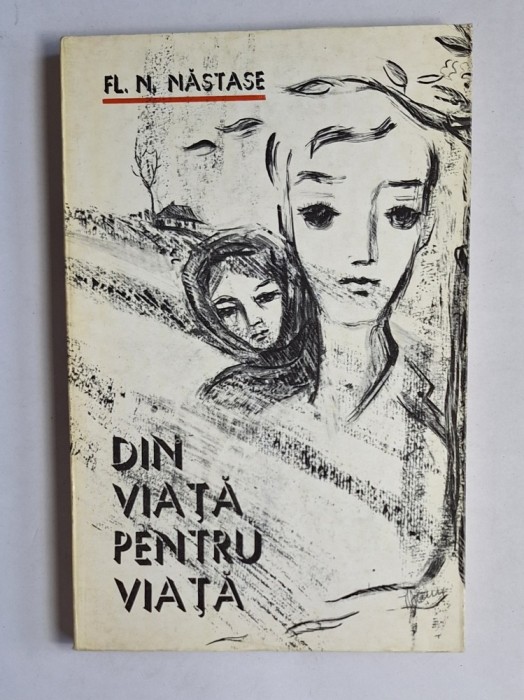 FL. N. NĂSTASE
DIN
VIAȚĂ
PENTRU
VIAȚĂ